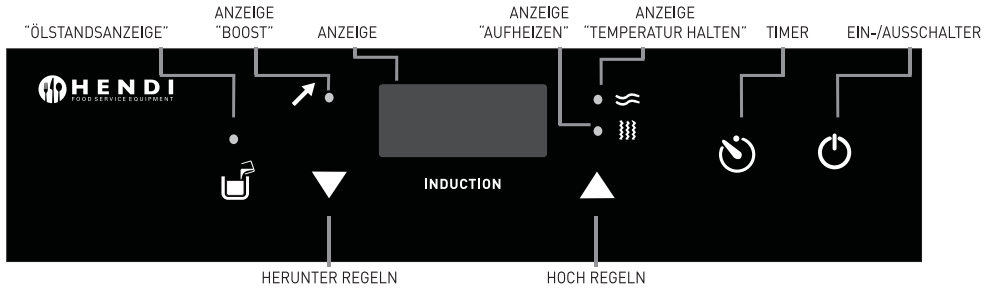 ANZEIGE
"ÖLSTANDSANZEIGE"
ANZEIGE
"BOOST"
ANZEIGE
ANZEIGE
"AUFHEIZEN"
ANZEIGE
"TEMPERATUR HALTEN"
TIMER
EIN-/AUSSCHALTER
HENDI
FOOD SERVICE EQUIPMENT
INDUCTION
HERUNTER REGELN
HOCH REGELN